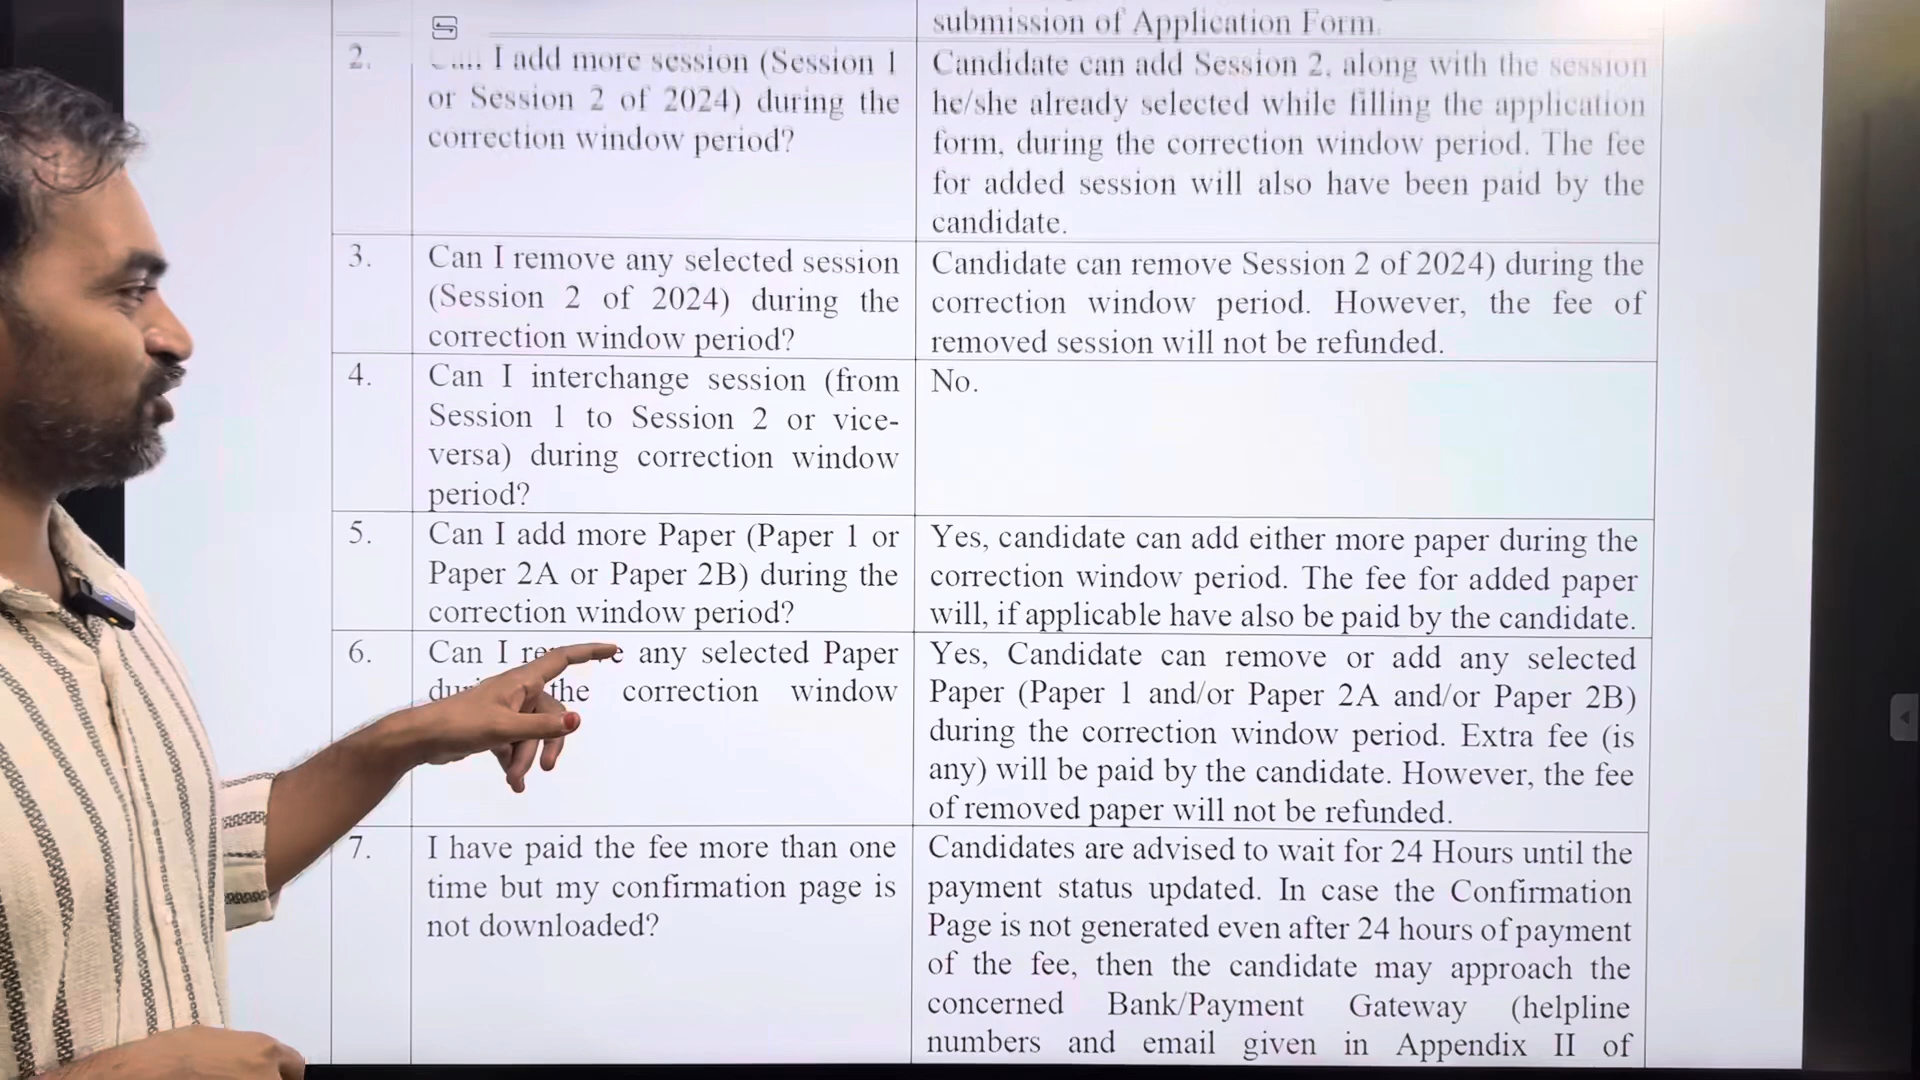 submission of Application Form.
2.
I add more session (Session 1
or Session 2 of 2024) during the
correction window period?
Candidate can add Session 2, along with the session
he/she already selected while filling the application
form, during the correction window period. The fee
for added session will also have been paid by the
candidate.
3.
Can I remove any selected session
(Session 2 of 2024) during the
correction window period?
Candidate can remove Session 2 of 2024) during the
correction window period. However, the fee of
removed session will not be refunded.
4.
Can I interchange session (from
Session 1 to Session 2 or vice-
versa) during correction window
period?
No.
5.
Can I add more Paper (Paper 1 or
Paper 2A or Paper 2B) during the
correction window period?
Yes, candidate can add either more paper during the
correction window period. The fee for added paper
will, if applicable have also be paid by the candidate.
6.
Can I any selected Paper
the correction window
Yes, Candidate can remove or add any selected
Paper (Paper 1 and/or Paper 2A and/or Paper 2B)
during the correction window period. Extra fee (is
any) will be paid by the candidate. However, the fee
of removed paper will not be refunded.
7.
I have paid the fee more than one
time but my confirmation page is
not downloaded?
Candidates are advised to wait for 24 Hours until the
payment status updated. In case the Confirmation
Page is not generated even after 24 hours of payment
of the fee, then the candidate may approach the
concerned Bank/Payment Gateway (helpline
numbers and email given in Appendix II of